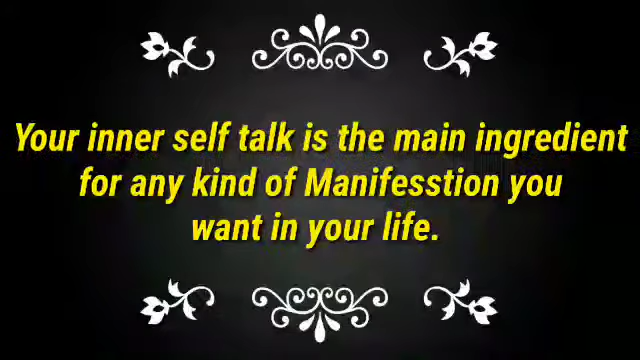 Your inner self talk is the main ingredient
for any kind of Manifesstion you
want in your life.